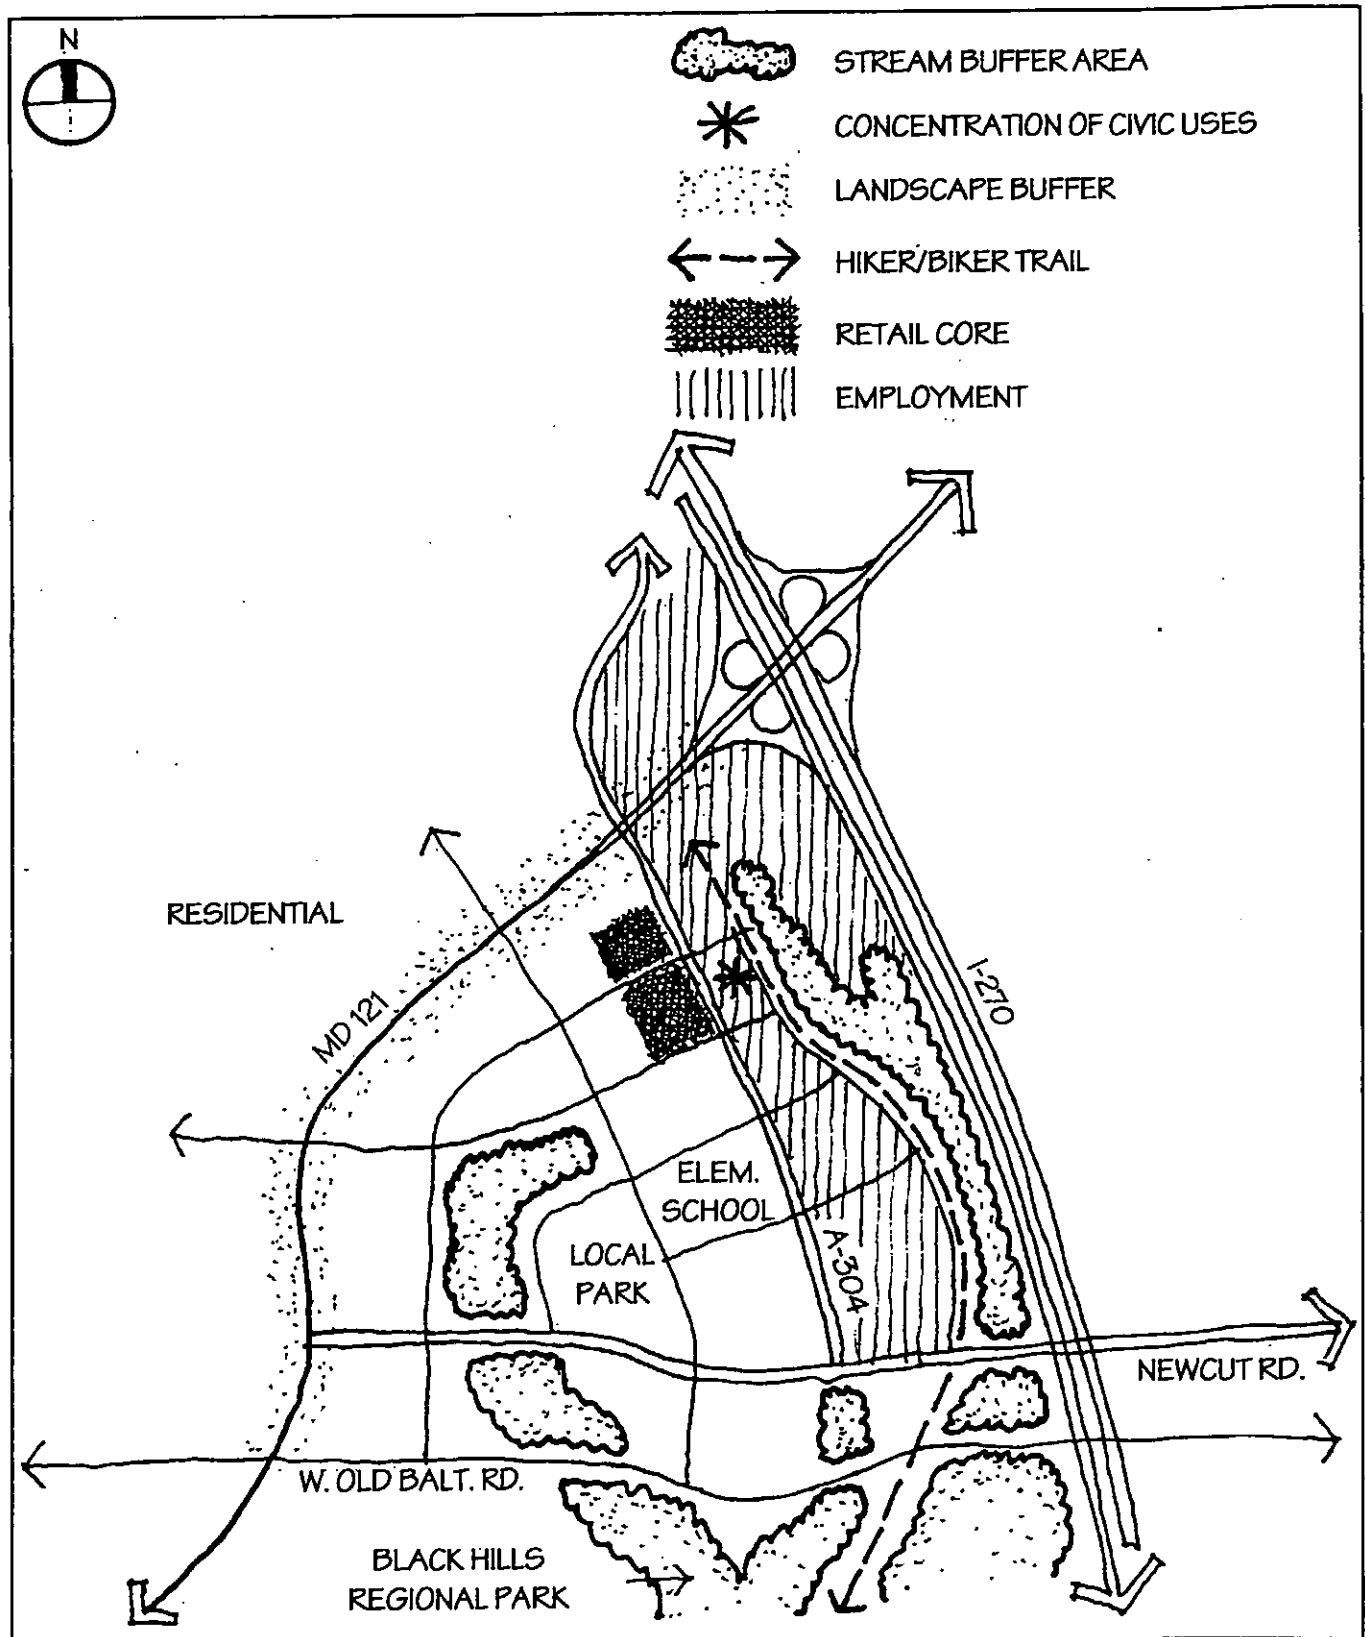 N
STREAM BUFFER AREA
CONCENTRATION OF CIVIC USES
LANDSCAPE BUFFER
HIKER/BIKER TRAIL
RETAIL CORE
EMPLOYMENT
RESIDENTIAL
MD 121
I-270
ELEM.
SCHOOL
LOCAL
PARK
A-304
NEWCUT RD.
W. OLD BALT. RD.
BLACK HILLS
REGIONAL PARK